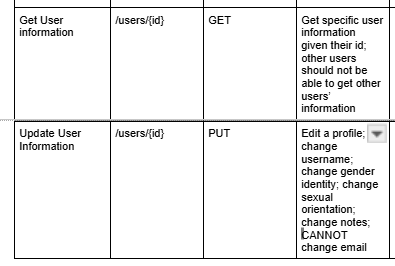 Get User /users/{id} GET Get specific user
information information
given their id;
other users
should not be
able to get other
users'
information
Update User /users/{id} PUT Edit a profile;
Information change
username;
change gender
identity; change
sexual
orientation;
change notes;
CANNOT
change email